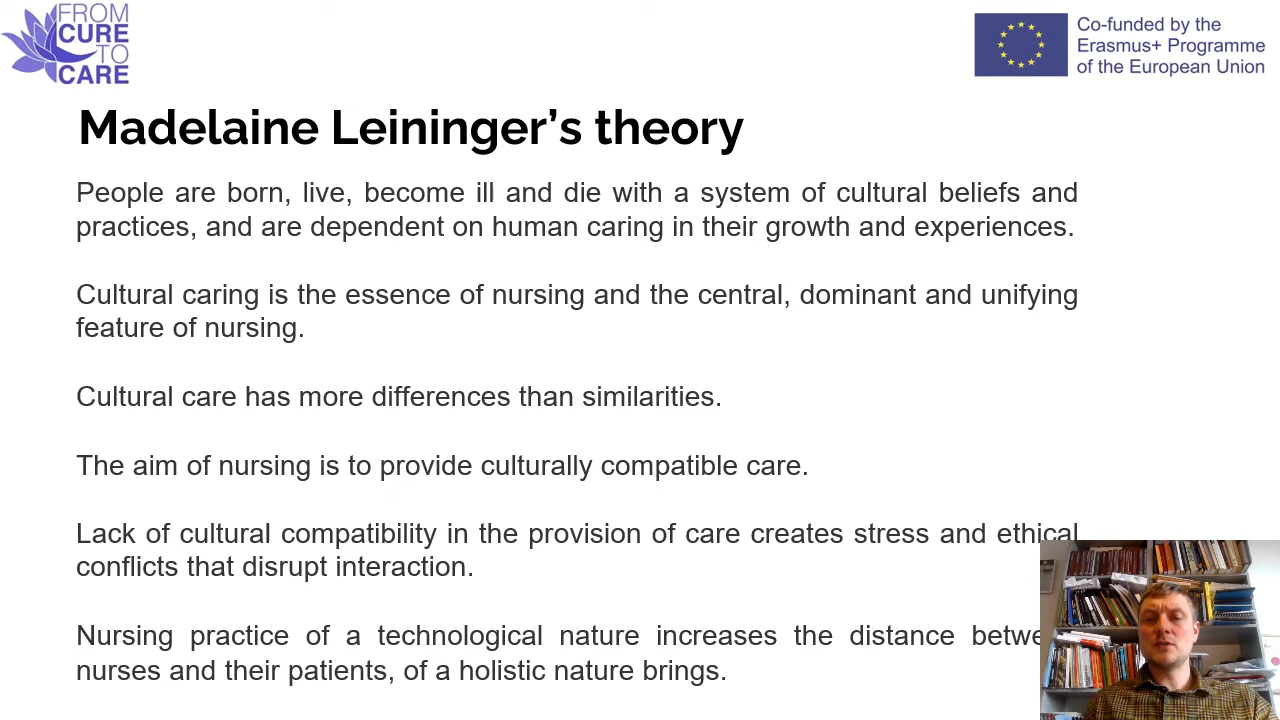 FROM
CURE
TO
CARE
Co-funded by the
Erasmus+ Programme
of the European Union
Madelaine Leininger’s theory
People are born, live, become ill and die with a system of cultural beliefs and
practices, and are dependent on human caring in their growth and experiences.
Cultural caring is the essence of nursing and the central, dominant and unifying
feature of nursing.
Cultural care has more differences than similarities.
The aim of nursing is to provide culturally compatible care.
Lack of cultural compatibility in the provision of care creates stress and ethical
conflicts that disrupt interaction.
Nursing practice of a technological nature increases the distance
nurses and their patients, of a holistic nature brings.